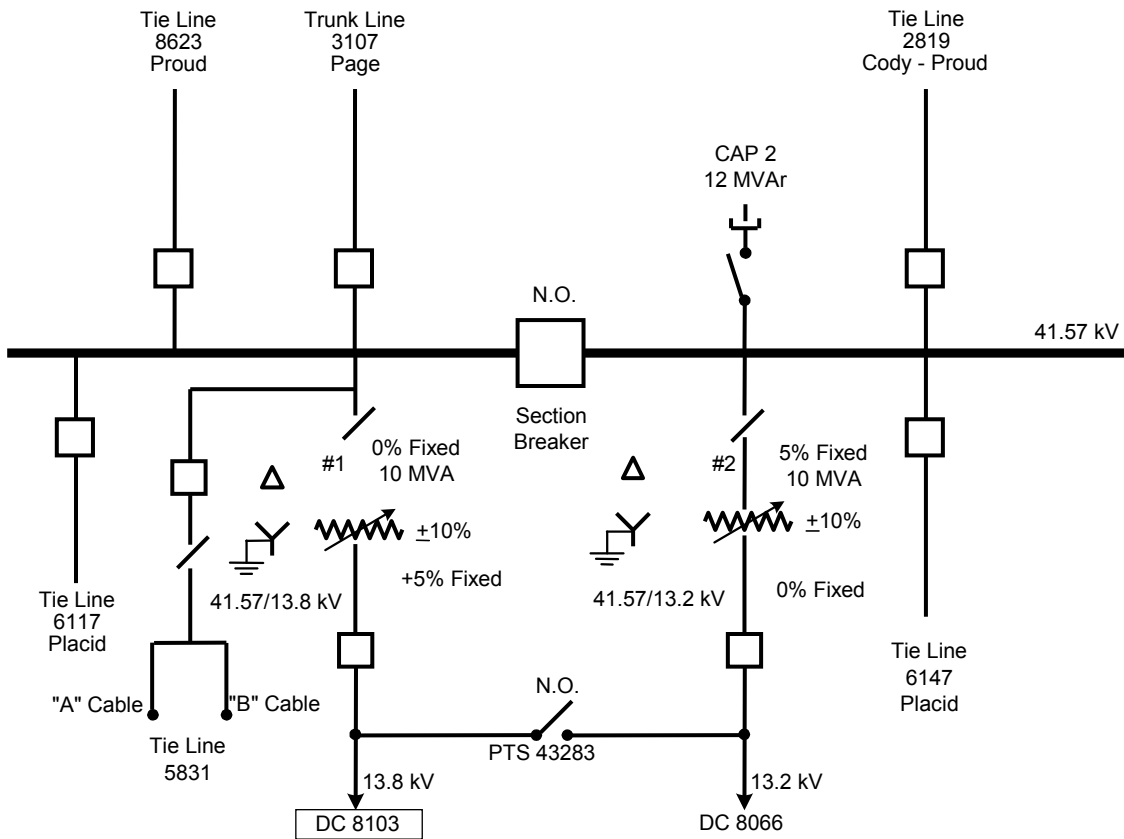 Tie Line
8623
Proud
Trunk Line
3107
Page
Tie Line
2819
Cody - Proud
CAP 2
12 MVAr
N.O.
41.57 kV
Section
Breaker
#1
0% Fixed
10 MVA
#2
5% Fixed
10 MVA
±10%
±10%
+5% Fixed
0% Fixed
41.57/13.8 kV
41.57/13.2 kV
Tie Line
6117
Placid
Tie Line
6147
Placid
"A" Cable
"B" Cable
Tie Line
5831
N.O.
PTS 43283
13.8 kV
13.2 kV
DC 8103
DC 8066